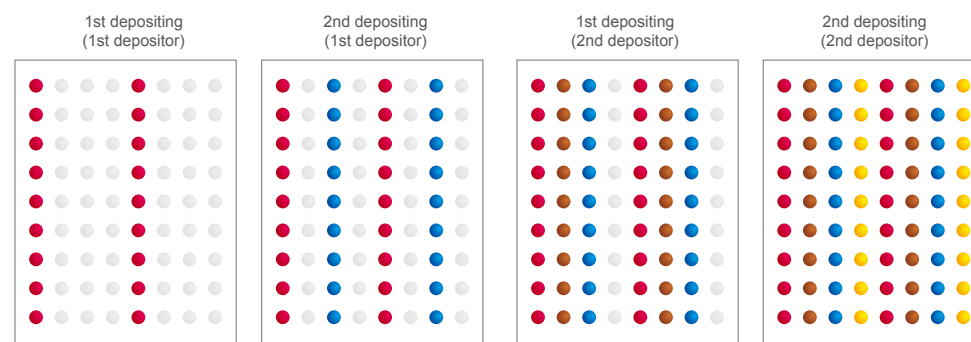 1st depositing
(1st depositor)
2nd depositing
(1st depositor)
1st depositing
(2nd depositor)
2nd depositing
(2nd depositor)